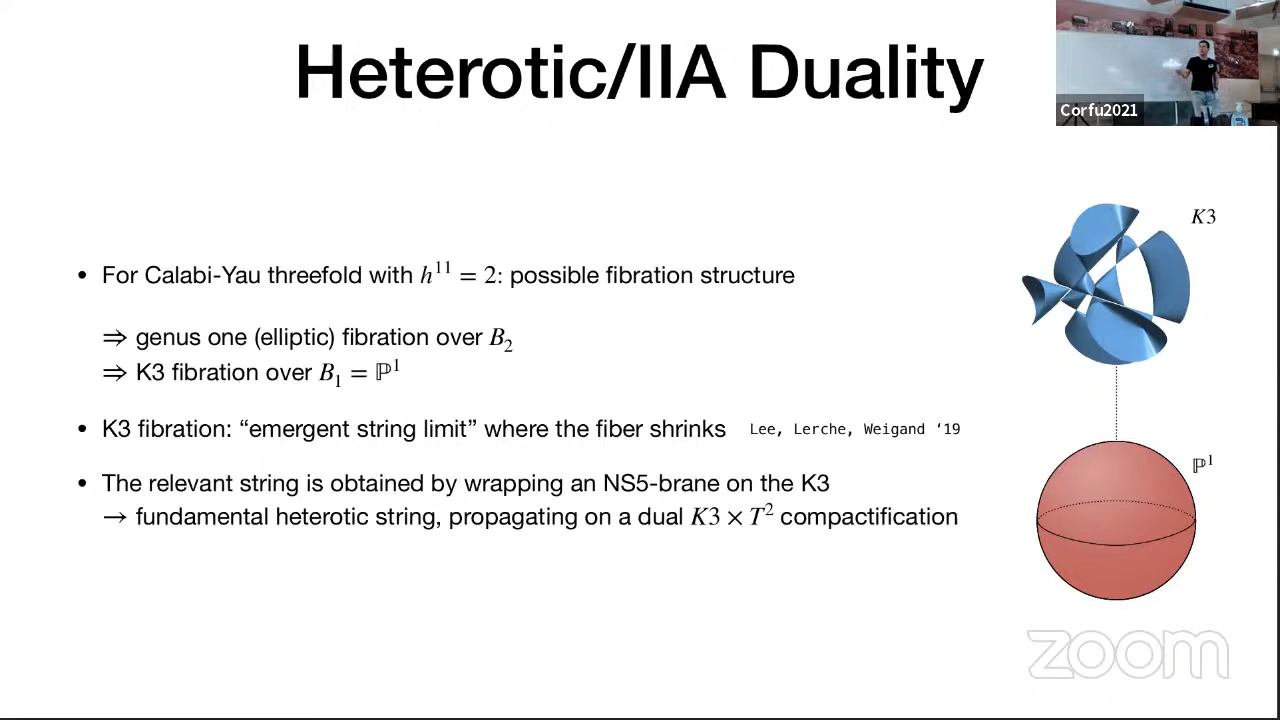 Heterotic/IIA Duality
Corfu2021
K3
• For Calabi-Yau threefold with h¹¹ = 2: possible fibration structure
⇒ genus one (elliptic) fibration over B₂
⇒ K3 fibration over B₁ = ℙ¹
• K3 fibration: “emergent string limit” where the fiber shrinks Lee, Lerche, Weigand ‘19
ℙ¹
• The relevant string is obtained by wrapping an NS5-brane on the K3
→ fundamental heterotic string, propagating on a dual K3 × T² compactification
zoom